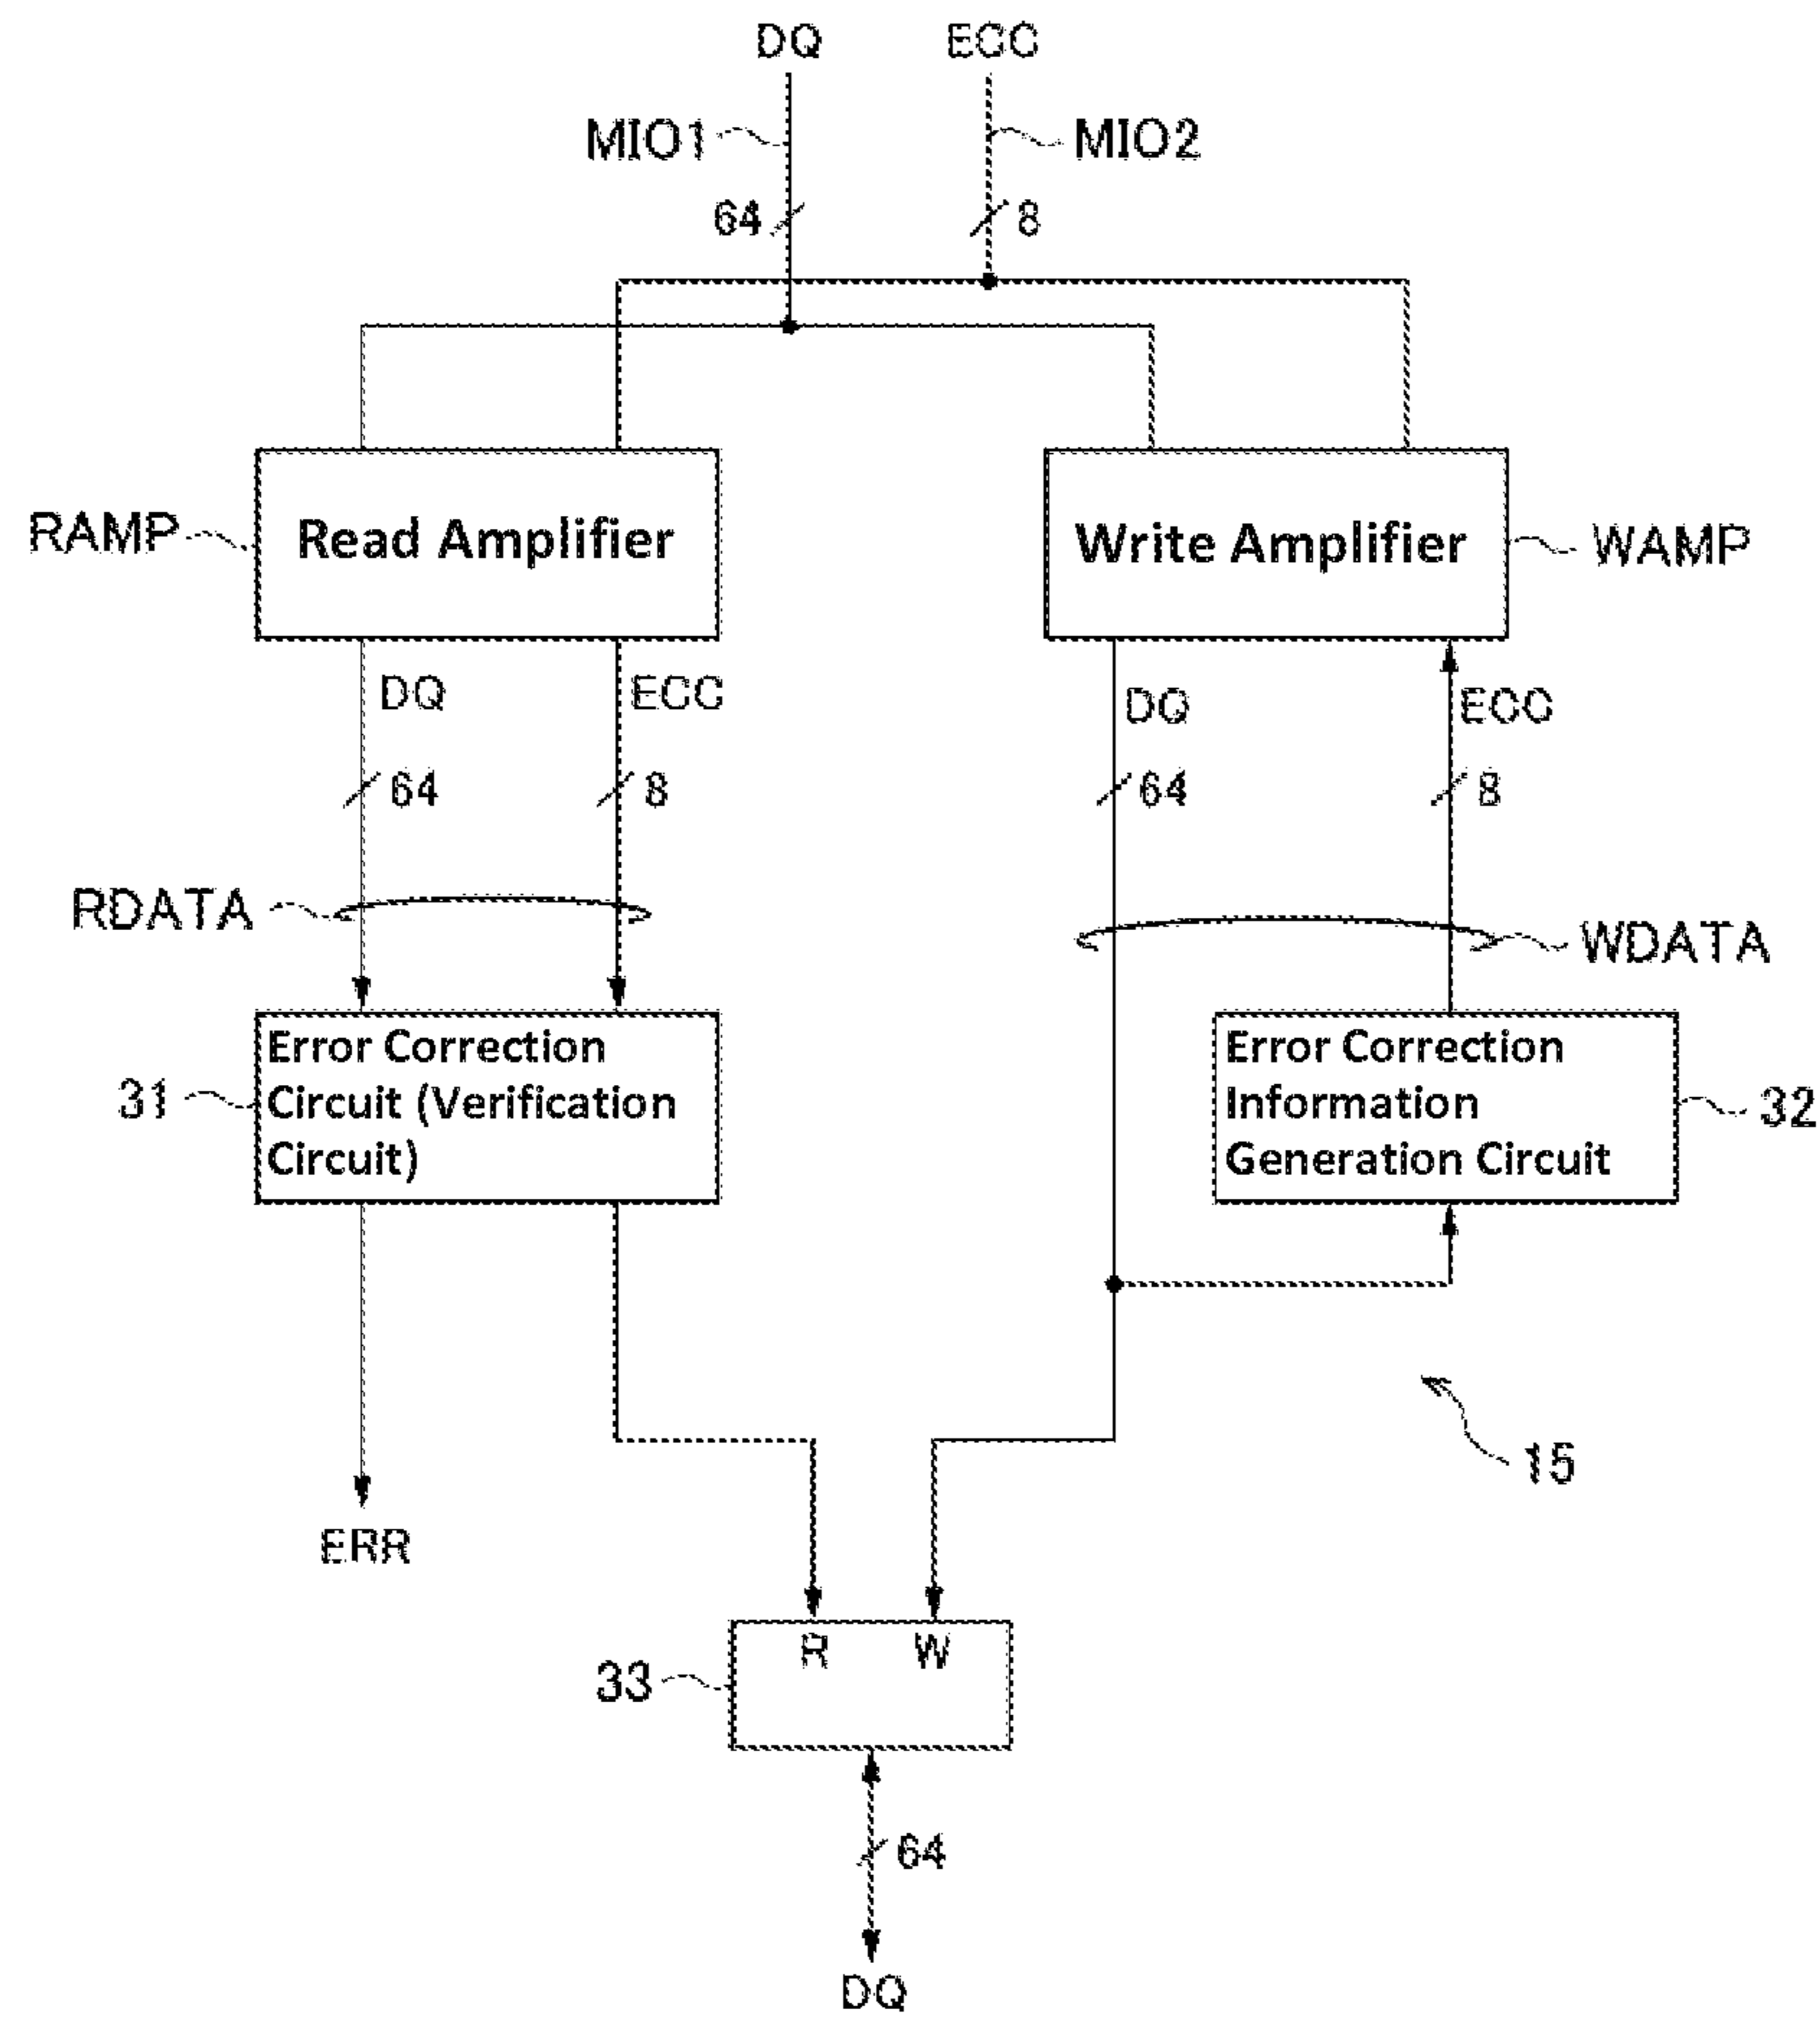 DQ ECC
MIO1 MIO2
64 8
RAMP Read Amplifier Write Amplifier WAMP
DQ ECC DQ ECC
64 8 64 8
RDATA WDATA
Error Correction
Circuit (Verification
Circuit)
31
Error Correction
Information
Generation Circuit
32
15
ERR
R W
33
64
DQ